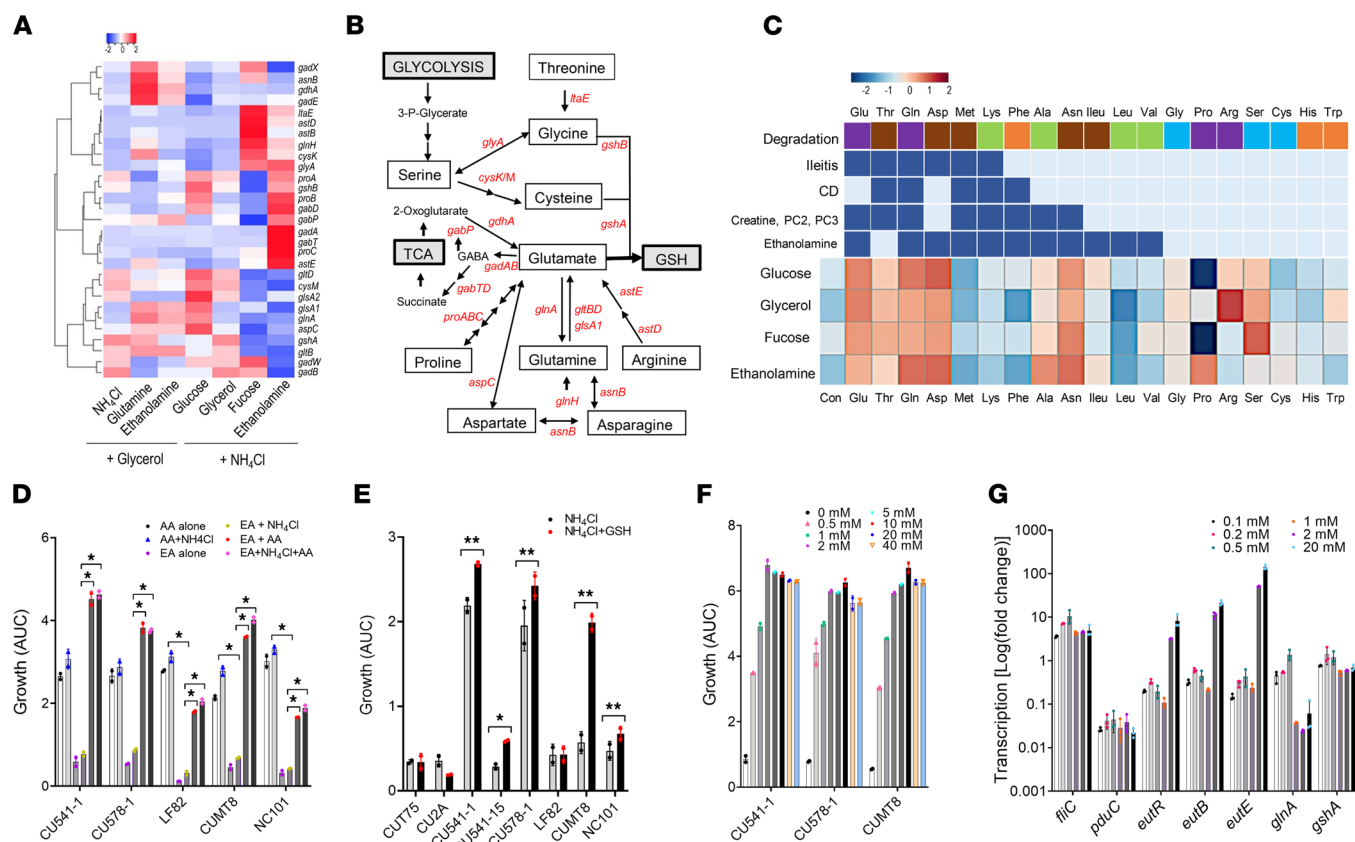 A
-2 0 2
gadX
asnB
gdhA
gadE
ltaE
astD
astB
glnH
cysK
glyA
proA
gshB
proB
gabD
gabP
gadA
gabT
proC
astE
gltD
cysM
glsA2
glsA1
glnA
aspC
gshA
gltB
gadW
gadB
NH4Cl
Glutamine
Ethanolamine
Glucose
Glycerol
Fucose
Ethanolamine
+ Glycerol
+ NH4Cl
B
GLYCOLYSIS
Threonine
ltaE
3-P-Glycerate
Glycine
glyA
gshB
Serine
cysK/M
Cysteine
2-Oxoglutarate
gdhA
gshA
gabP
TCA
GABA
Glutamate
GSH
gadAB
gabTD
Succinate
astE
proABC
glnA
gltBD
glsA1
astD
Proline
Glutamine
Arginine
aspC
asnB
glnH
Aspartate
asnB
Asparagine
C
-2 -1 0 1 2
Glu Thr Gln Asp Met Lys Phe Ala Asn Ileu Leu Val Gly Pro Arg Ser Cys His Trp
Degradation
Ileitis
CD
Creatine, PC2, PC3
Ethanolamine
Glucose
Glycerol
Fucose
Ethanolamine
Con Glu Thr Gln Asp Met Lys Phe Ala Asn Ileu Leu Val Gly Pro Arg Ser Cys His Trp
D
AA alone
AA+NH4Cl
EA alone
EA + NH4Cl
EA + AA
EA+NH4Cl+AA
Growth (AUC)
6
4
2
0
* * * * * * * * * * *
CU541-1
CU578-1
LF82
CUMT8
NC101
E
NH4Cl
NH4Cl+GSH
Growth (AUC)
3
2
1
0
** * ** ** **
CUT75
CU2A
CU541-1
CU541-15
CU578-1
LF82
CUMT8
NC101
F
0 mM
0.5 mM
1 mM
2 mM
5 mM
10 mM
20 mM
40 mM
Growth (AUC)
8
6
4
2
0
CU541-1
CU578-1
CUMT8
G
0.1 mM
0.2 mM
0.5 mM
1 mM
2 mM
20 mM
Transcription [Log(fold change)]
1000
100
10
1
0.1
0.01
0.001
fliC
pduC
eutR
eutB
eutE
glnA
gshA